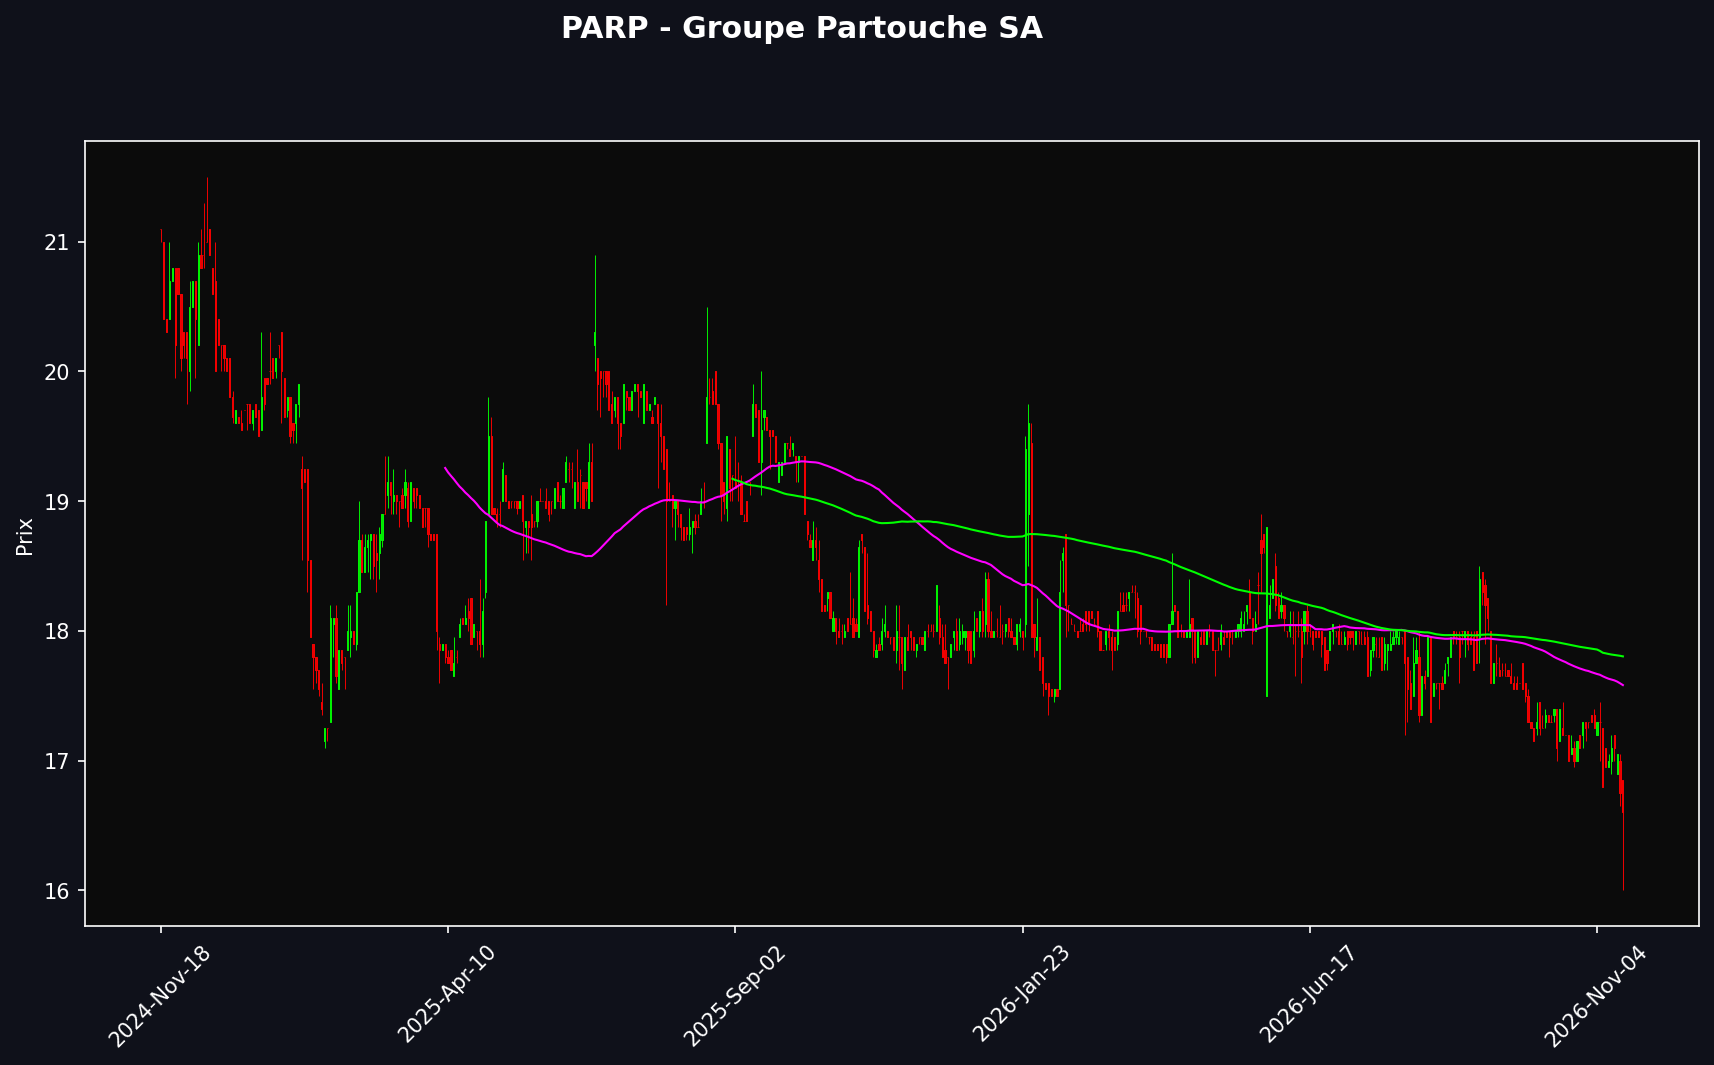 PARP - Groupe Partouche SA
Prix
21
20
19
18
17
16
2024-Nov-18
2025-Apr-10
2025-Sep-02
2026-Jan-23
2026-Jun-17
2026-Nov-04